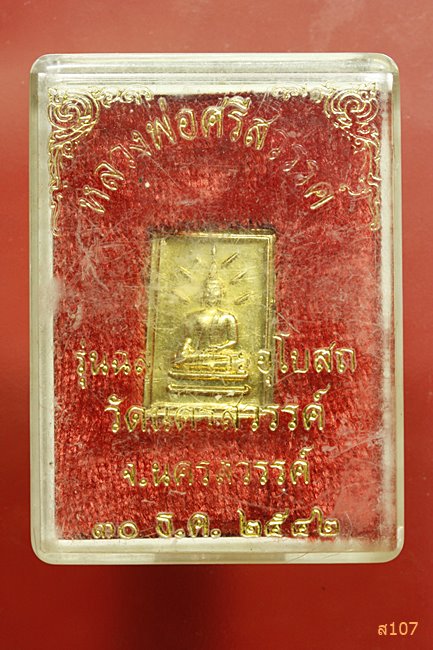 หลวงพ่อศรีสวรรค์
รุ่นฉล อุโบสถ
วัดนครสวรรค์
จ.นครสวรรค์
๓๐ ธ.ค. ๒๕๔๒
ส107